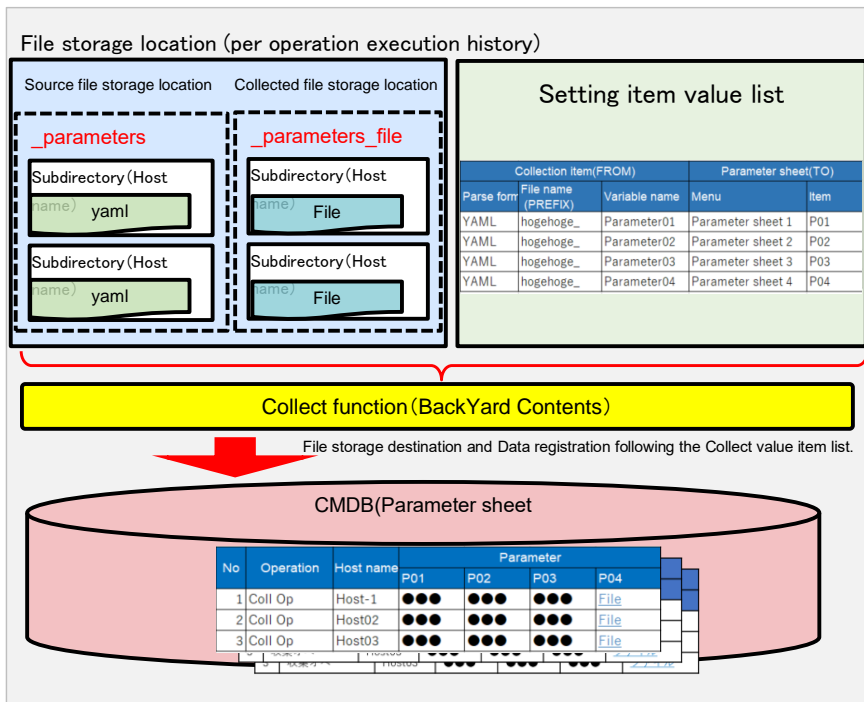 File storage location (per operation execution history)
Source file storage location
Collected file storage location
_parameters
_parameters_file
Subdirectory(Host
name)
yaml
Subdirectory(Host
name)
File
Subdirectory(Host
name)
yaml
Subdirectory(Host
name)
File
Setting item value list
Collection item(FROM) Parameter sheet(TO)
Parse form File name (PREFIX) Variable name Menu Item
YAML hogehoge_ Parameter01 Parameter sheet 1 P01
YAML hogehoge_ Parameter02 Parameter sheet 2 P02
YAML hogehoge_ Parameter03 Parameter sheet 3 P03
YAML hogehoge_ Parameter04 Parameter sheet 4 P04
Collect function(BackYard Contents)
File storage destination and Data registration following the Collect value item list.
CMDB(Parameter sheet
No Operation Host name Parameter
P01 P02 P03 P04
1 Coll Op Host-1 ●●● ●●● ●●● File
2 Coll Op Host02 ●●● ●●● ●●● File
3 Coll Op Host03 ●●● ●●● ●●● File